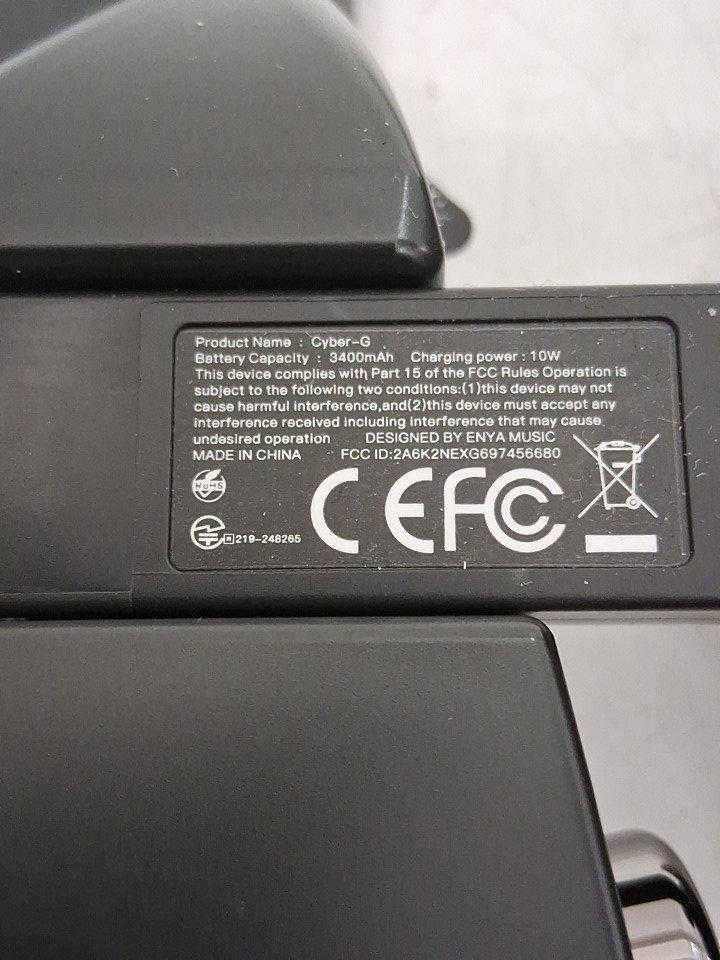 Product Name : Cyber-G
Battery Capacity : 3400mAh Charging power : 10W
This device complies with Part 15 of the FCC Rules Operation is
subject to the following two conditions:(1)this device may not
cause harmful interference,and(2)this device must accept any
interference received including interference that may cause
undesired operation DESIGNED BY ENYA MUSIC
MADE IN CHINA FCC ID:2A6K2NEXG697456680
RoHS
CE FC
R 219-248265